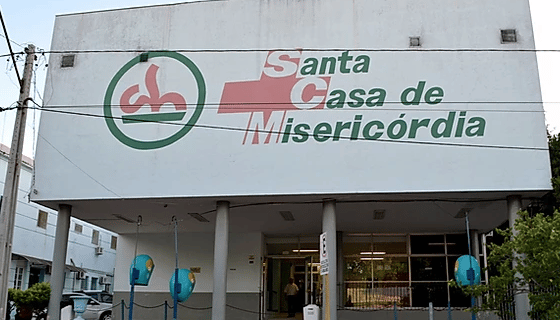 Santa
Casa de
Misericórdia